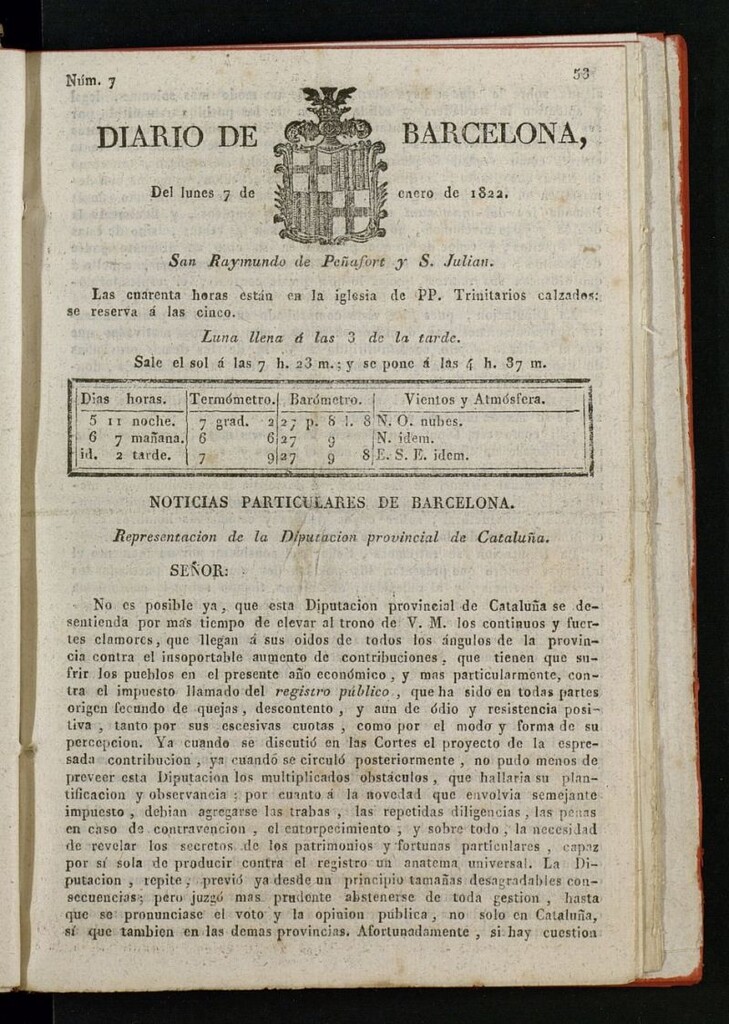 Núm. 7
53
DIARIO DE BARCELONA,
Del lunes 7 de enero de 1822.
San Raymundo de Peñafort y S. Julian.
Las cuarenta horas están en la iglesia de PP. Trinitarios calzados:
se reserva á las cinco.
Luna llena á las 3 de la tarde.
Sale el sol á las 7 h. 23 m.; y se pone á las 4 h. 37 m.
Dias horas. Termómetro. Barómetro. Vientos y Atmósfera.
5 11 noche. 7 grad. 2 27 p. 8 l. 8 N. O. nubes.
6 7 mañana. 6 6 27 9 N. idem.
id. 2 tarde. 7 9 27 9 8 E. S. E. idem.
NOTICIAS PARTICULARES DE BARCELONA.
Representacion de la Diputacion provincial de Cataluña.
SEÑOR:
No es posible ya, que esta Diputacion provincial de Cataluña se de-
sentienda por mas tiempo de elevar al trono de V. M. los continuos y fuer-
tes clamores, que llegan á sus oidos de todos los ángulos de la provin-
cia contra el insoportable aumento de contribuciones, que tienen que su-
frir los pueblos en el presente año económico, y mas particularmente, con-
tra el impuesto llamado del registro público, que ha sido en todas partes
origen fecundo de quejas, descontento, y aun de ódio y resistencia posi-
tiva, tanto por sus escesivas cuotas, como por el modo y forma de su
percepcion. Ya cuando se discutió en las Cortes el proyecto de la espre-
sada contribucion, ya cuando se circuló posteriormente, no pudo menos de
preveer esta Diputacion los multiplicados obstáculos, que hallaria su plan-
tificacion y observancia; por cuanto á la novedad que envolvia semejante
impuesto, debian agregarse las trabas, las repetidas diligencias, las penas
en caso de contravencion, el entorpecimiento, y sobre todo, la necesidad
de revelar los secretos de los patrimonios y fortunas particulares, capaz
por sí sola de producir contra el registro un anatema universal. La Di-
putacion, repite, previó ya desde un principio tamañas desagradables con-
secuencias; pero juzgó mas prudente abstenerse de toda gestion, hasta
que se pronunciase el voto y la opinion pública, no solo en Cataluña,
sí que tambien en las demas provincias. Afortunadamente, si hay cuestion